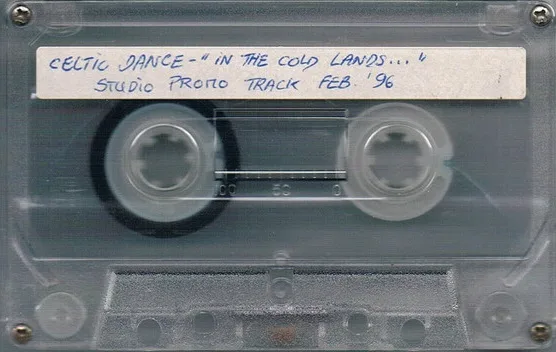 CELTIC DANCE - "IN THE COLD LANDS..."
STUDIO PROMO TRACK FEB. '96
100 50 0